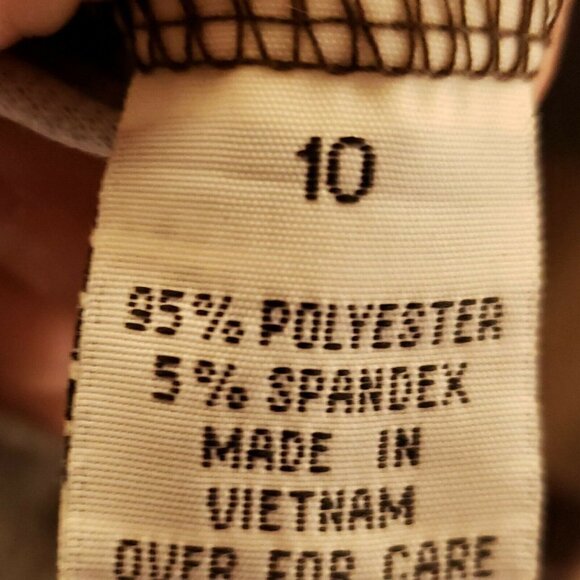 10
95% POLYESTER
5% SPANDEX
MADE IN
VIETNAM
OVER FOR CARE